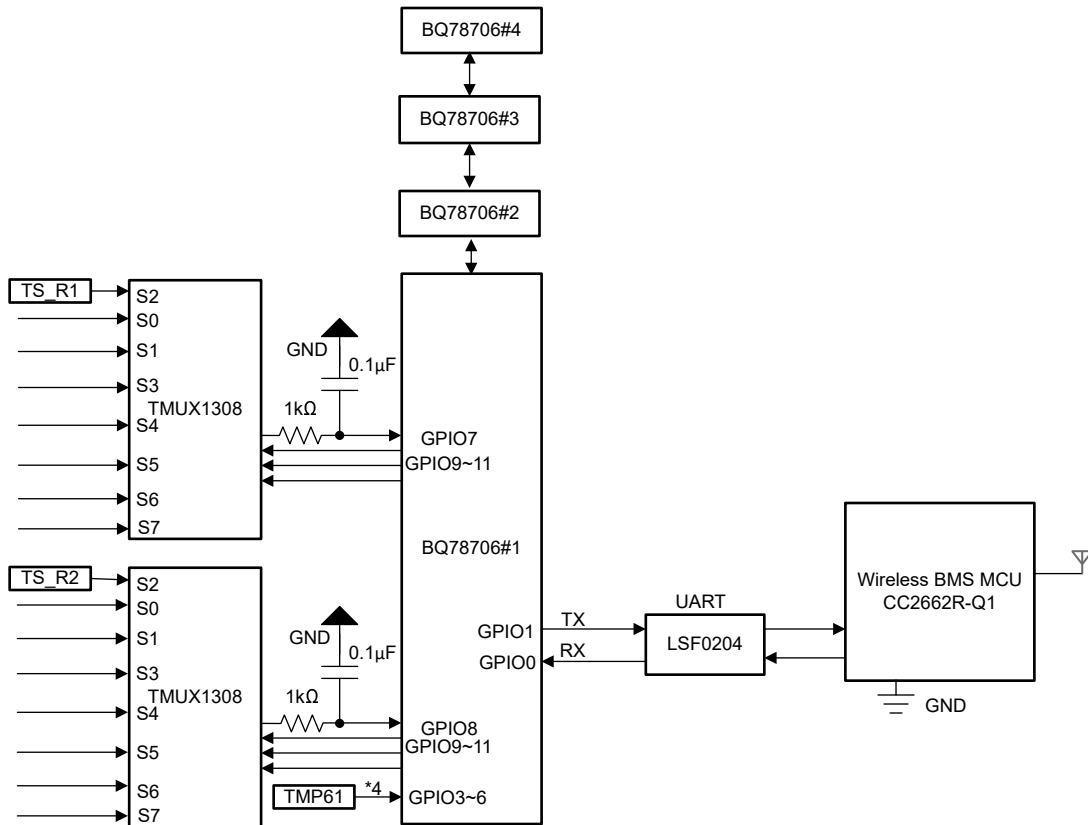 BQ78706#4
BQ78706#3
BQ78706#2
TS_R1
S2
S0
S1
S3
S4
S5
S6
S7
TMUX1308
GND
0.1µF
1kΩ
GPIO7
GPIO9~11
BQ78706#1
TS_R2
S2
S0
S1
S3
S4
S5
S6
S7
TMUX1308
GND
0.1µF
1kΩ
GPIO8
GPIO9~11
TMP61
*4
GPIO3~6
GPIO1
TX
GPIO0
RX
UART
LSF0204
Wireless BMS MCU
CC2662R-Q1
GND